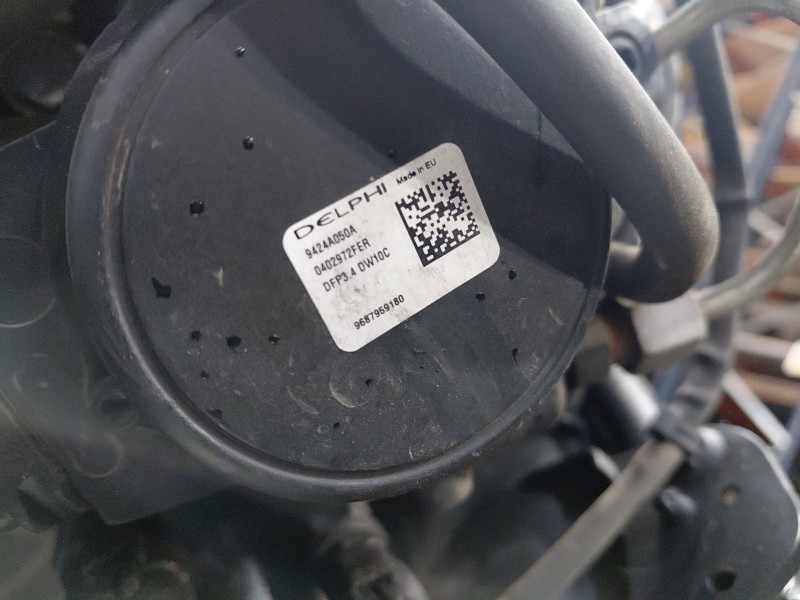 DELPHI Made in EU
9424A050A
0402972FER
DFP3.4 DW10C
9687959180